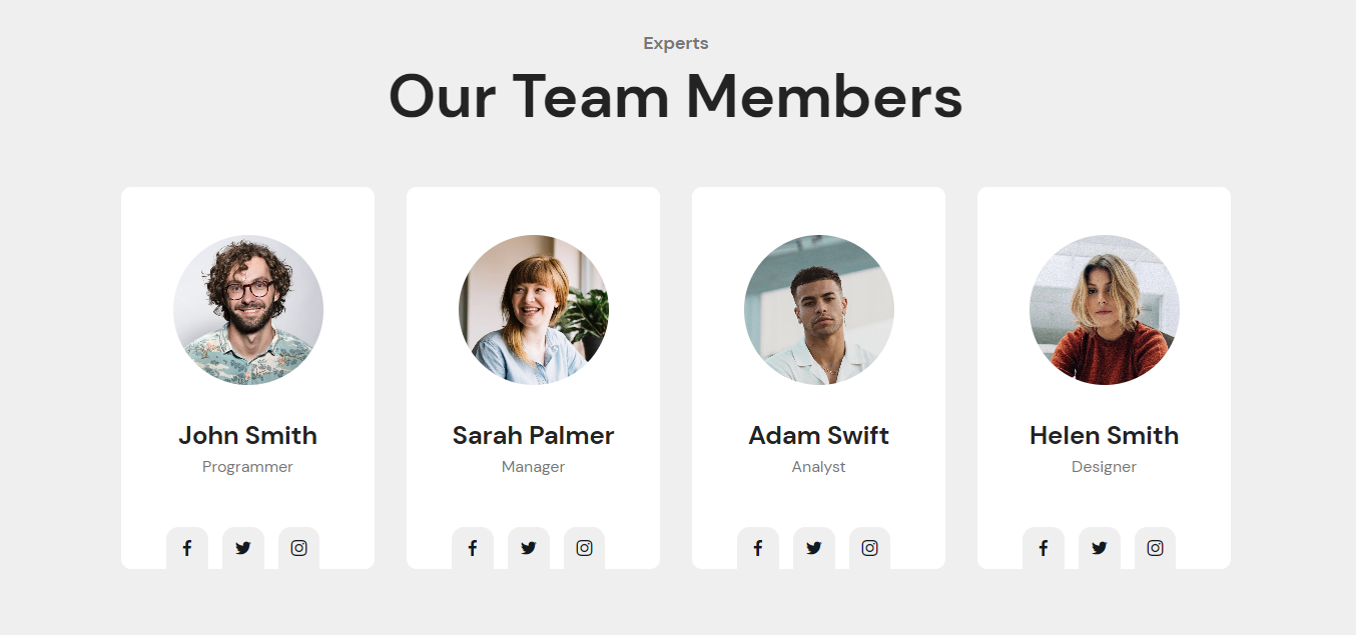 Experts
Our Team Members
John Smith
Programmer
Sarah Palmer
Manager
Adam Swift
Analyst
Helen Smith
Designer